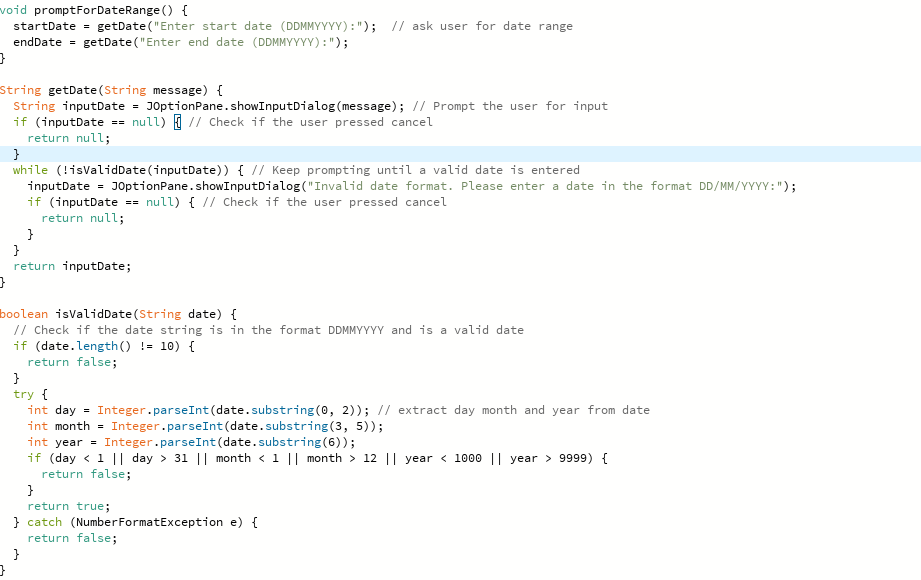 void promptForDateRange() {
  startDate = getDate("Enter start date (DDMMYYYY):");  // ask user for date range
  endDate = getDate("Enter end date (DDMMYYYY):");
}

String getDate(String message) {
  String inputDate = JOptionPane.showInputDialog(message); // Prompt the user for input
  if (inputDate == null) { // Check if the user pressed cancel
    return null;
  }
  while (!isValidDate(inputDate)) { // Keep prompting until a valid date is entered
    inputDate = JOptionPane.showInputDialog("Invalid date format. Please enter a date in the format DD/MM/YYYY:");
    if (inputDate == null) { // Check if the user pressed cancel
      return null;
    }
  }
  return inputDate;
}

boolean isValidDate(String date) {
  // Check if the date string is in the format DDMMYYYY and is a valid date
  if (date.length() != 10) {
    return false;
  }
  try {
    int day = Integer.parseInt(date.substring(0, 2)); // extract day month and year from date
    int month = Integer.parseInt(date.substring(3, 5));
    int year = Integer.parseInt(date.substring(6));
    if (day < 1 || day > 31 || month < 1 || month > 12 || year < 1000 || year > 9999) {
      return false;
    }
    return true;
  } catch (NumberFormatException e) {
    return false;
  }
}